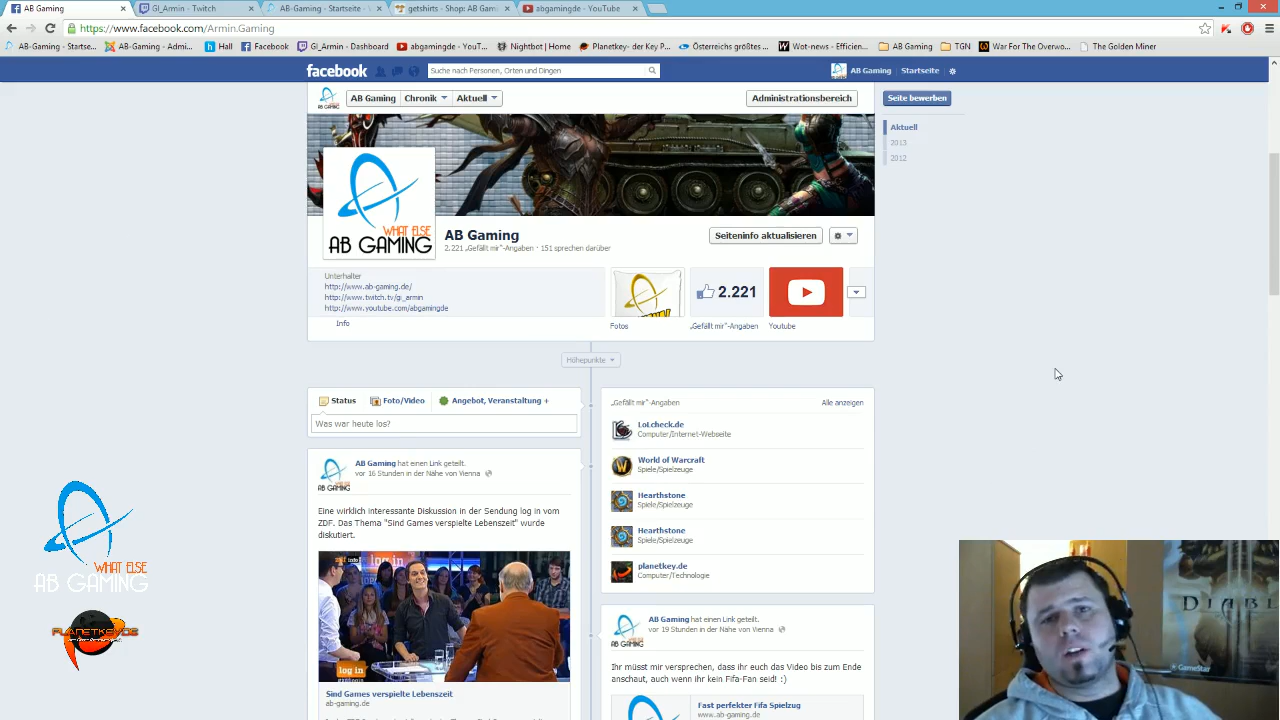 AB Gaming
GI_Armin - Twitch
AB-Gaming - Startseite - V
getshirts - Shop: AB Gami
abgamingde - YouTube
https://www.facebook.com/Armin.Gaming
AB-Gaming - Startse...
AB-Gaming - Admi...
Hall
Facebook
GI_Armin - Dashboard
abgamingde - YouT...
Nightbot | Home
Planetkey- der Key P...
Österreichs größtes ...
Wot-news - Efficien...
AB Gaming
TGN
War For The Overwo...
The Golden Miner
facebook
Suche nach Personen, Orten und Dingen
AB Gaming
Startseite
AB Gaming
Chronik
Aktuell
Administrationsbereich
Seite bewerben
Aktuell
2013
2012
WHAT ELSE
AB GAMING
AB Gaming
2.221 „Gefällt mir“-Angaben · 151 sprechen darüber
Seiteninfo aktualisieren
Unterhalter
http://www.ab-gaming.de/
http://www.twitch.tv/gi_armin
http://www.youtube.com/abgamingde
Info
2.221
Fotos
„Gefällt mir“-Angaben
Youtube
Höhepunkte
Status
Foto/Video
Angebot, Veranstaltung +
Was war heute los?
AB Gaming hat einen Link geteilt.
vor 16 Stunden in der Nähe von Vienna
Eine wirklich interessante Diskussion in der Sendung log in vom
ZDF. Das Thema "Sind Games verspielte Lebenszeit" wurde
diskutiert.
log in
log in
Sind Games verspielte Lebenszeit
ab-gaming.de
„Gefällt mir“-Angaben
Alle anzeigen
LoLcheck.de
Computer/Internet-Webseite
World of Warcraft
Spiele/Spielzeuge
Hearthstone
Spiele/Spielzeuge
Hearthstone
Spiele/Spielzeuge
planetkey.de
Computer/Technologie
AB Gaming hat einen Link geteilt.
vor 19 Stunden in der Nähe von Vienna
Ihr müsst mir versprechen, dass ihr euch das Video bis zum Ende
anschaut, auch wenn ihr kein Fifa-Fan seid! :)
Fast perfekter Fifa Spielzug
www.ab-gaming.de
WHAT ELSE
AB GAMING
PLANETKEY.DE
DIABL
GameStar